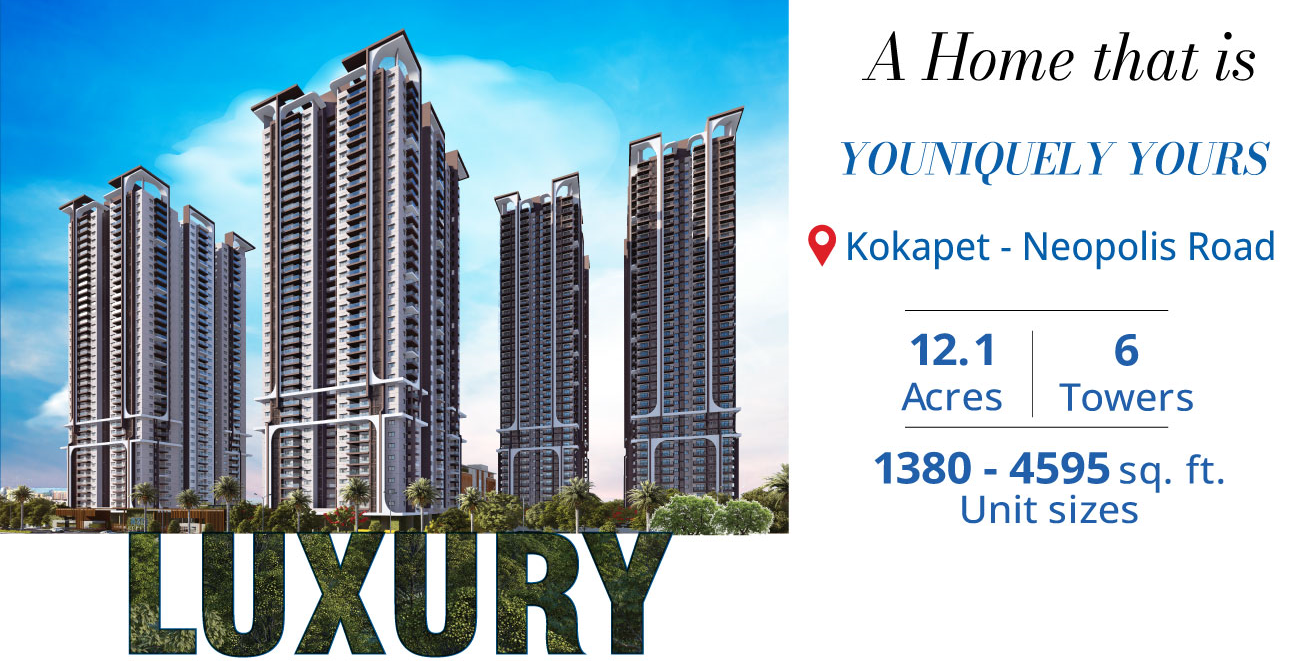 A Home that is
YOUNIQUELY YOURS
Kokapet - Neopolis Road
12.1
Acres
6
Towers
1380 - 4595 sq. ft.
Unit sizes
LUXURY